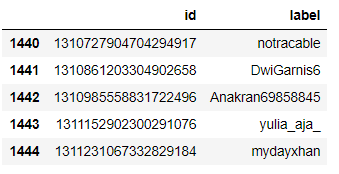 id label
1440 1310727904704294917 notracable
1441 1310861203304902658 DwiGarnis6
1442 1310985558831722496 Anakran69858845
1443 1311152902300291076 yulia_aja_
1444 1311231067332829184 mydayxhan